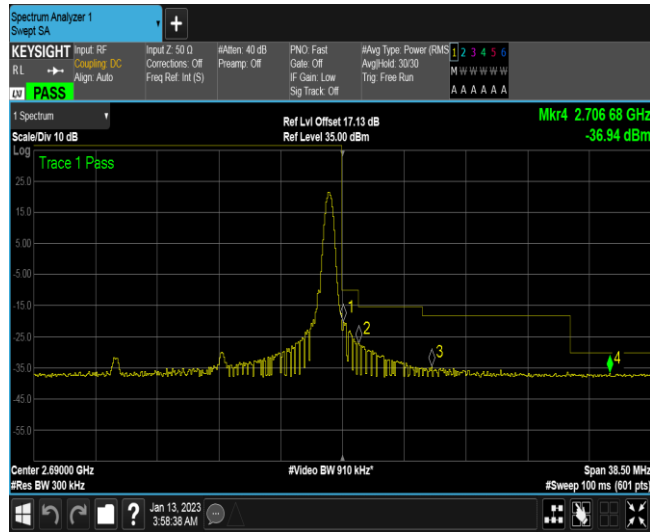 Spectrum Analyzer 1
Swept SA
+
KEYSIGHT Input: RF Input Z: 50 Ω #Atten: 40 dB PNO: Fast #Avg Type: Power (RMS 1 2 3 4 5 6
RL Coupling: DC Corrections: Off Preamp: Off Gate: Off Avg|Hold: 30/30 M W W W W W
Align: Auto Freq Ref: Int (S) IF Gain: Low Trig: Free Run
LXI PASS Sig Track: Off A A A A A A
1 Spectrum Ref Lvl Offset 17.13 dB Mkr4 2.706 68 GHz
Scale/Div 10 dB Ref Level 35.00 dBm -36.94 dBm
Log
Trace 1 Pass
25.0
15.0
5.00
-5.00
-15.0
1
2
-25.0
3
4
-35.0
-45.0
-55.0
Center 2.69000 GHz #Video BW 910 kHz* Span 38.50 MHz
#Res BW 300 kHz #Sweep 100 ms (601 pts)
? Jan 13, 2023
3:58:38 AM